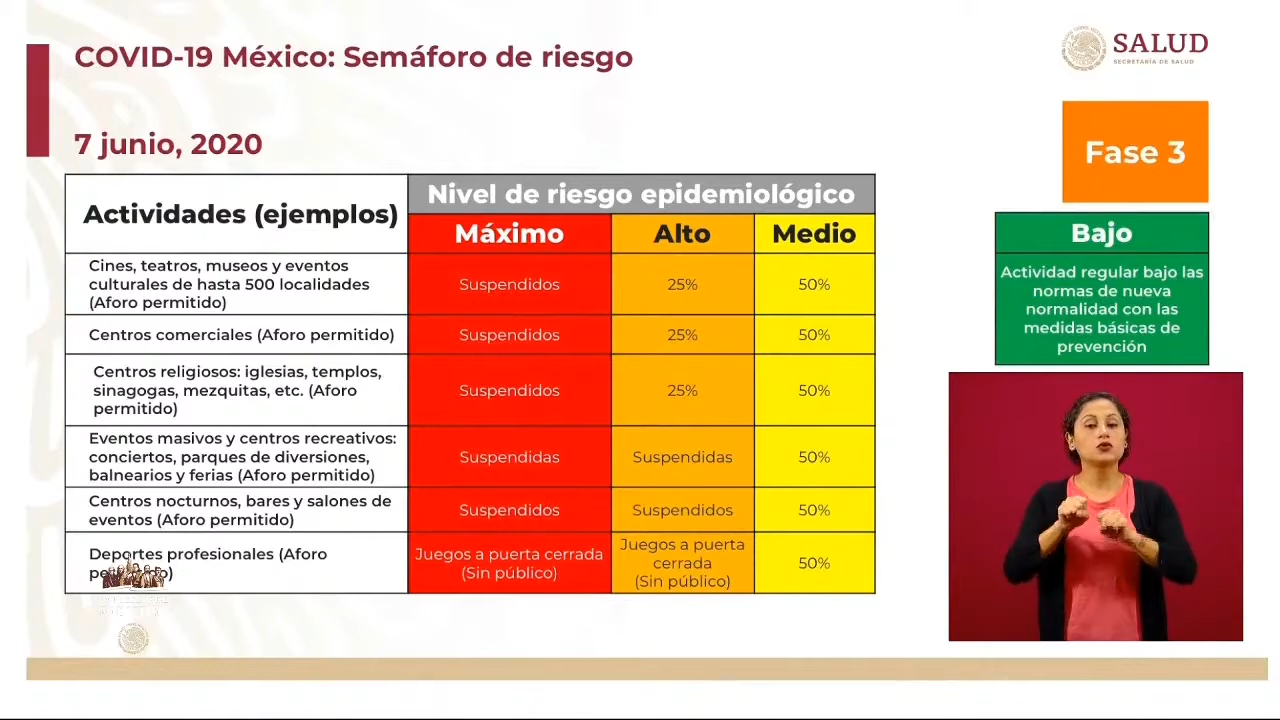 COVID-19 México: Semáforo de riesgo
7 junio, 2020
SALUD
SECRETARÍA DE SALUD
Fase 3
Actividades (ejemplos)
Nivel de riesgo epidemiológico
Máximo
Alto
Medio
Cines, teatros, museos y eventos
culturales de hasta 500 localidades
(Aforo permitido)
Suspendidos
25%
50%
Centros comerciales (Aforo permitido)
Suspendidos
25%
50%
Centros religiosos: iglesias, templos,
sinagogas, mezquitas, etc. (Aforo
permitido)
Suspendidos
25%
50%
Eventos masivos y centros recreativos:
conciertos, parques de diversiones,
balnearios y ferias (Aforo permitido)
Suspendidas
Suspendidas
50%
Centros nocturnos, bares y salones de
eventos (Aforo permitido)
Suspendidos
Suspendidos
50%
Deportes profesionales (Aforo
Juegos a puerta cerrada
(Sin público)
Juegos a puerta
cerrada
(Sin público)
50%
Bajo
Actividad regular bajo las
normas de nueva
normalidad con las
medidas básicas de
prevención